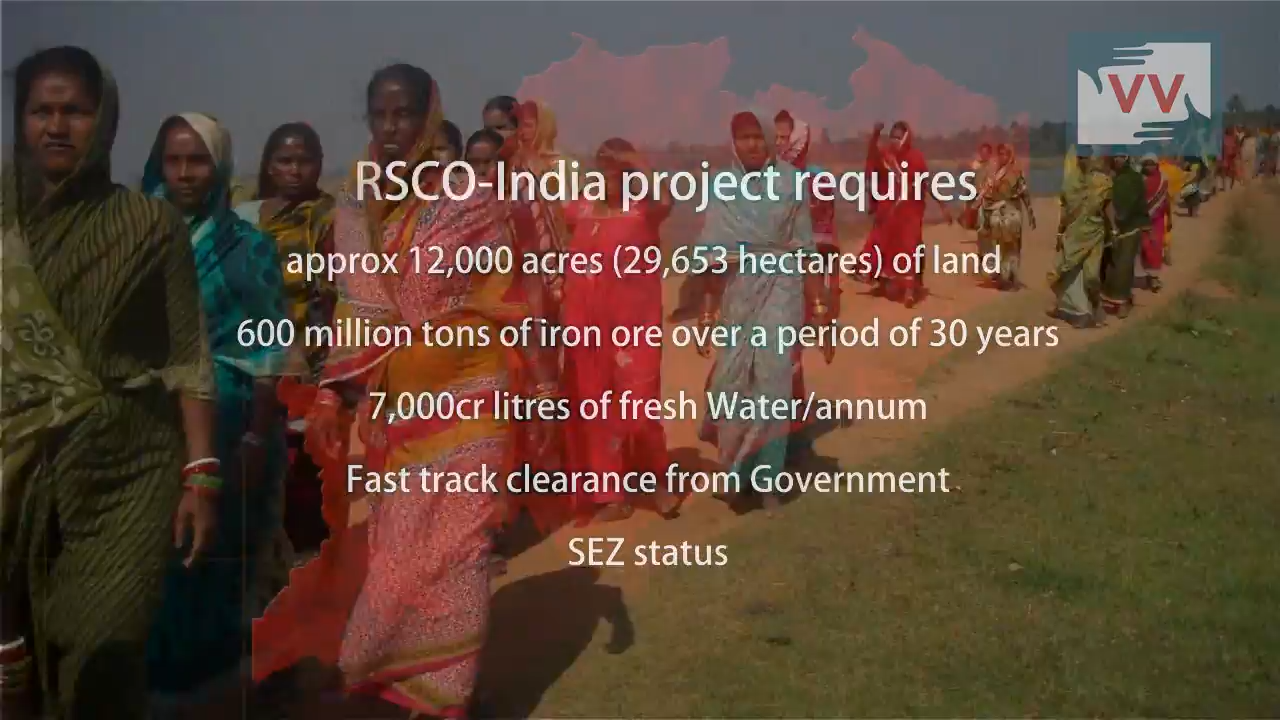 VV
RSCO-India project requires
approx 12,000 acres (29,653 hectares) of land
600 million tons of iron ore over a period of 30 years
7,000cr litres of fresh Water/annum
Fast track clearance from Government
SEZ status